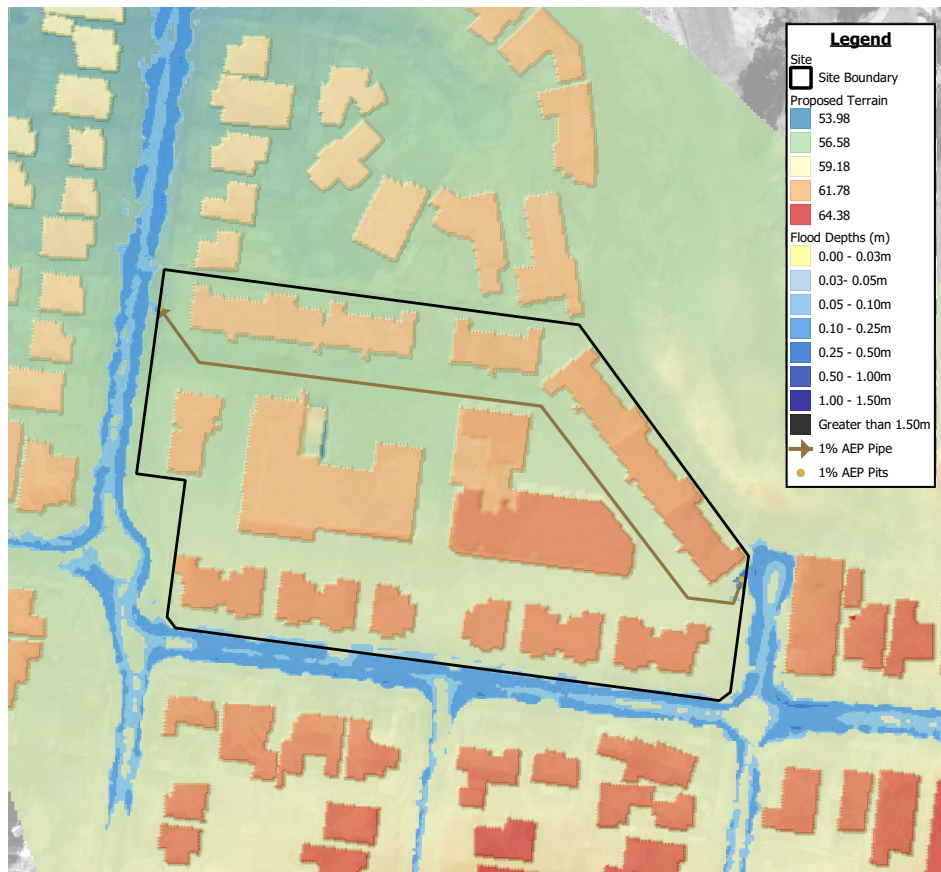 Legend
Site
Site Boundary
Proposed Terrain
53.98
56.58
59.18
61.78
64.38
Flood Depths (m)
0.00 - 0.03m
0.03- 0.05m
0.05 - 0.10m
0.10 - 0.25m
0.25 - 0.50m
0.50 - 1.00m
1.00 - 1.50m
Greater than 1.50m
1% AEP Pipe
1% AEP Pits